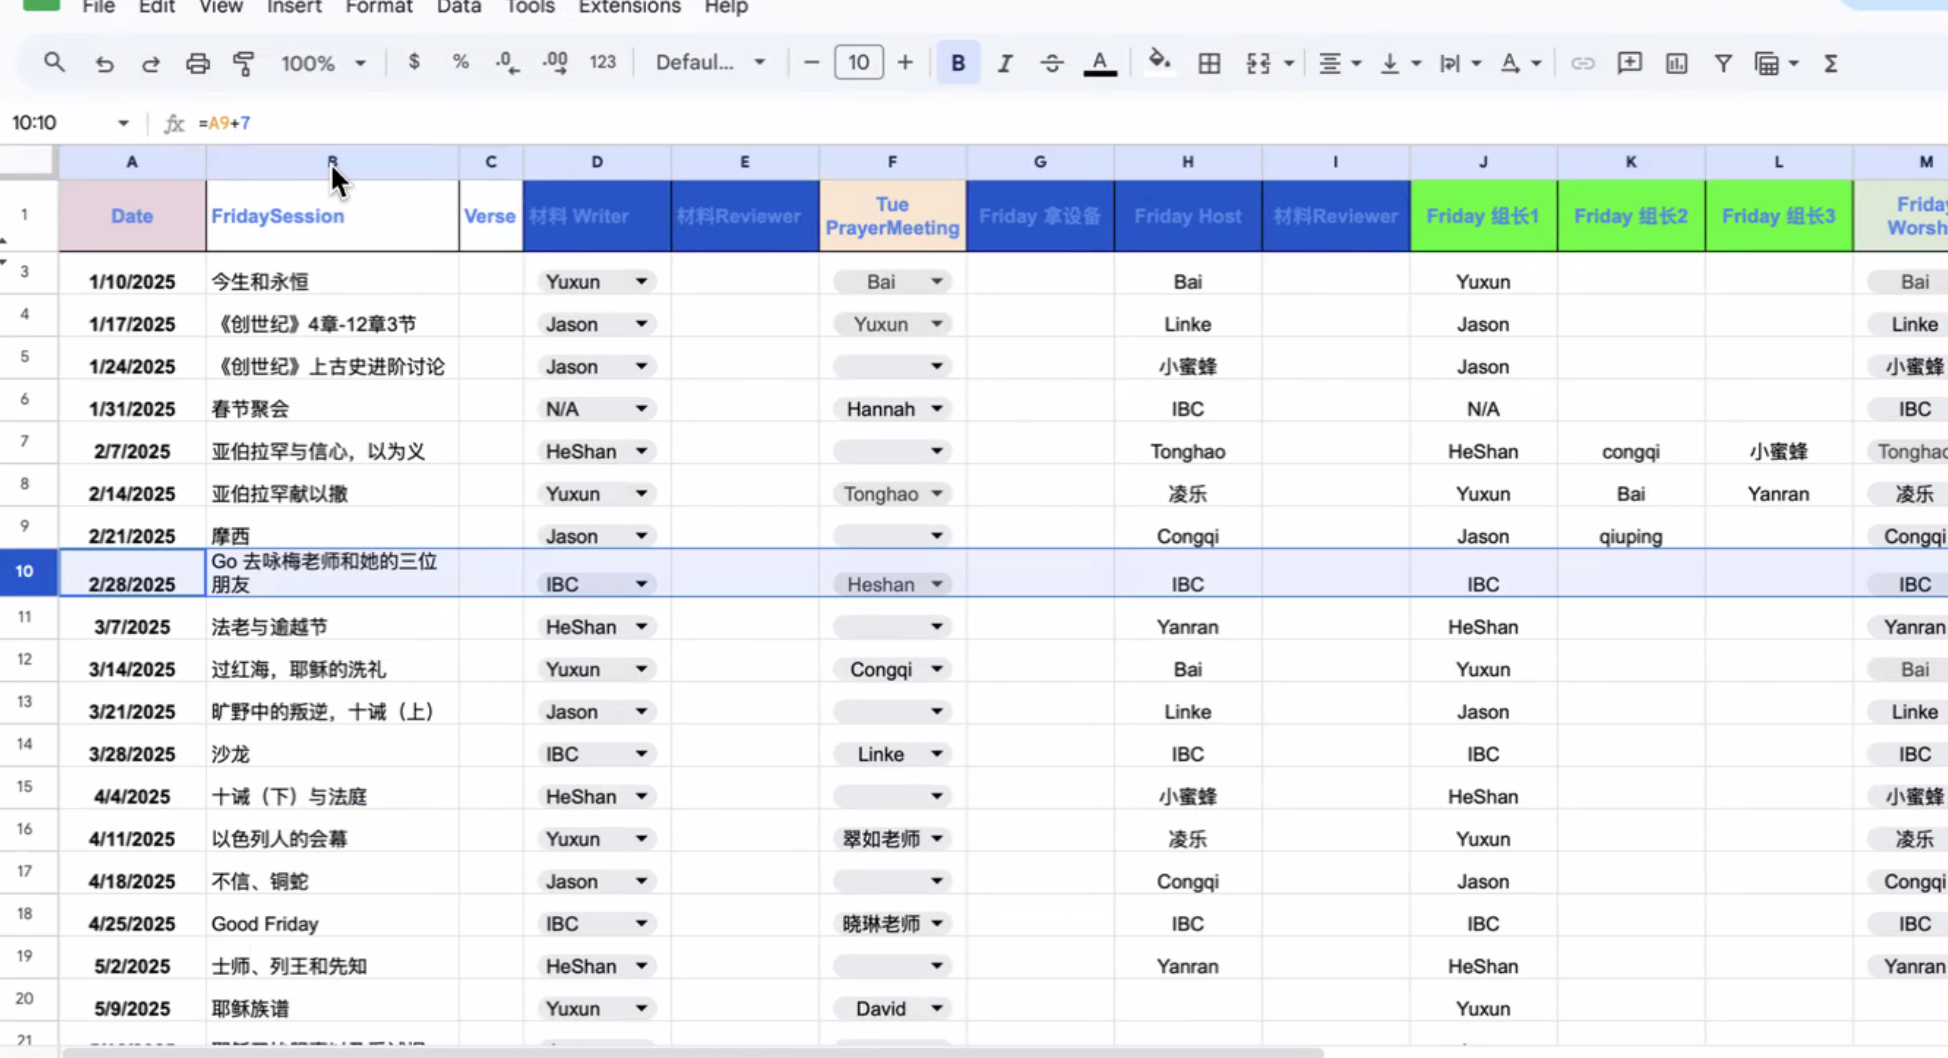 File Edit View Insert Format Data Tools Extensions Help
100% $ % .0 .00 123 Defaul... 10 B I A A Σ
10:10 fx =A9+7
A B C D E F G H I J K L M
1 Date FridaySession Verse 材料 Writer 材料Reviewer Tue PrayerMeeting Friday 拿设备 Friday Host 材料Reviewer Friday 组长1 Friday 组长2 Friday 组长3 Friday Worsh
3 1/10/2025 今生和永恒 Yuxun Bai Bai Yuxun Bai
4 1/17/2025 《创世纪》4章-12章3节 Jason Yuxun Linke Jason Linke
5 1/24/2025 《创世纪》上古史进阶讨论 Jason 小蜜蜂 Jason 小蜜蜂
6 1/31/2025 春节聚会 N/A Hannah IBC N/A IBC
7 2/7/2025 亚伯拉罕与信心，以为义 HeShan Tonghao HeShan congqi 小蜜蜂 Tonghao
8 2/14/2025 亚伯拉罕献以撒 Yuxun Tonghao 凌乐 Yuxun Bai Yanran 凌乐
9 2/21/2025 摩西 Jason Congqi Jason qiuping Congqi
10 2/28/2025 Go 去咏梅老师和她的三位朋友 IBC Heshan IBC IBC IBC
11 3/7/2025 法老与逾越节 HeShan Yanran HeShan Yanran
12 3/14/2025 过红海，耶稣的洗礼 Yuxun Congqi Bai Yuxun Bai
13 3/21/2025 旷野中的叛逆，十诫（上） Jason Linke Jason Linke
14 3/28/2025 沙龙 IBC Linke IBC IBC IBC
15 4/4/2025 十诫（下）与法庭 HeShan 小蜜蜂 HeShan 小蜜蜂
16 4/11/2025 以色列人的会幕 Yuxun 翠如老师 凌乐 Yuxun 凌乐
17 4/18/2025 不信、铜蛇 Jason Congqi Jason Congqi
18 4/25/2025 Good Friday IBC 晓琳老师 IBC IBC IBC
19 5/2/2025 士师、列王和先知 HeShan Yanran HeShan Yanran
20 5/9/2025 耶稣族谱 Yuxun David Yuxun
21